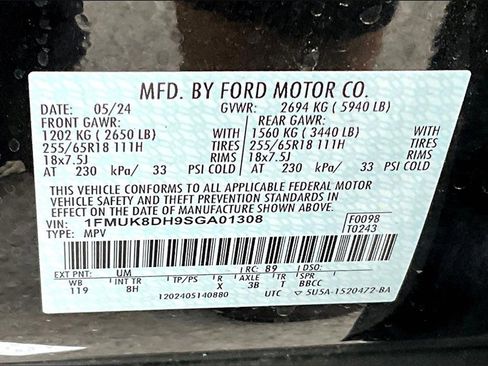 MFD. BY FORD MOTOR CO.
DATE: 05/24 GVWR: 2694 KG ( 5940 LB)
FRONT GAWR: REAR GAWR:
1202 KG ( 2650 LB) 1560 KG ( 3440 LB)
255/65R18 111H TIRES 255/65R18 111H TIRES
18x7.5J RIMS 18x7.5J RIMS
AT 230 kPa/ 33 PSI COLD AT 230 kPa/ 33 PSI COLD
THIS VEHICLE CONFORMS TO ALL APPLICABLE FEDERAL MOTOR
VEHICLE SAFETY AND THEFT PREVENTION STANDARDS IN EFFECT
ON THE DATE OF MANUFACTURE SHOWN ABOVE.
VIN: 1FMUK8DH9SGA01308 F0098
TYPE: MPV T0243
EXT PNT: UM RC: 89 DSO:
WB INT TR TP/PS R AXLE TR SPR
119 8H X 3B T BBCC
1202405140880 UTC 5U5A-1520472-BA